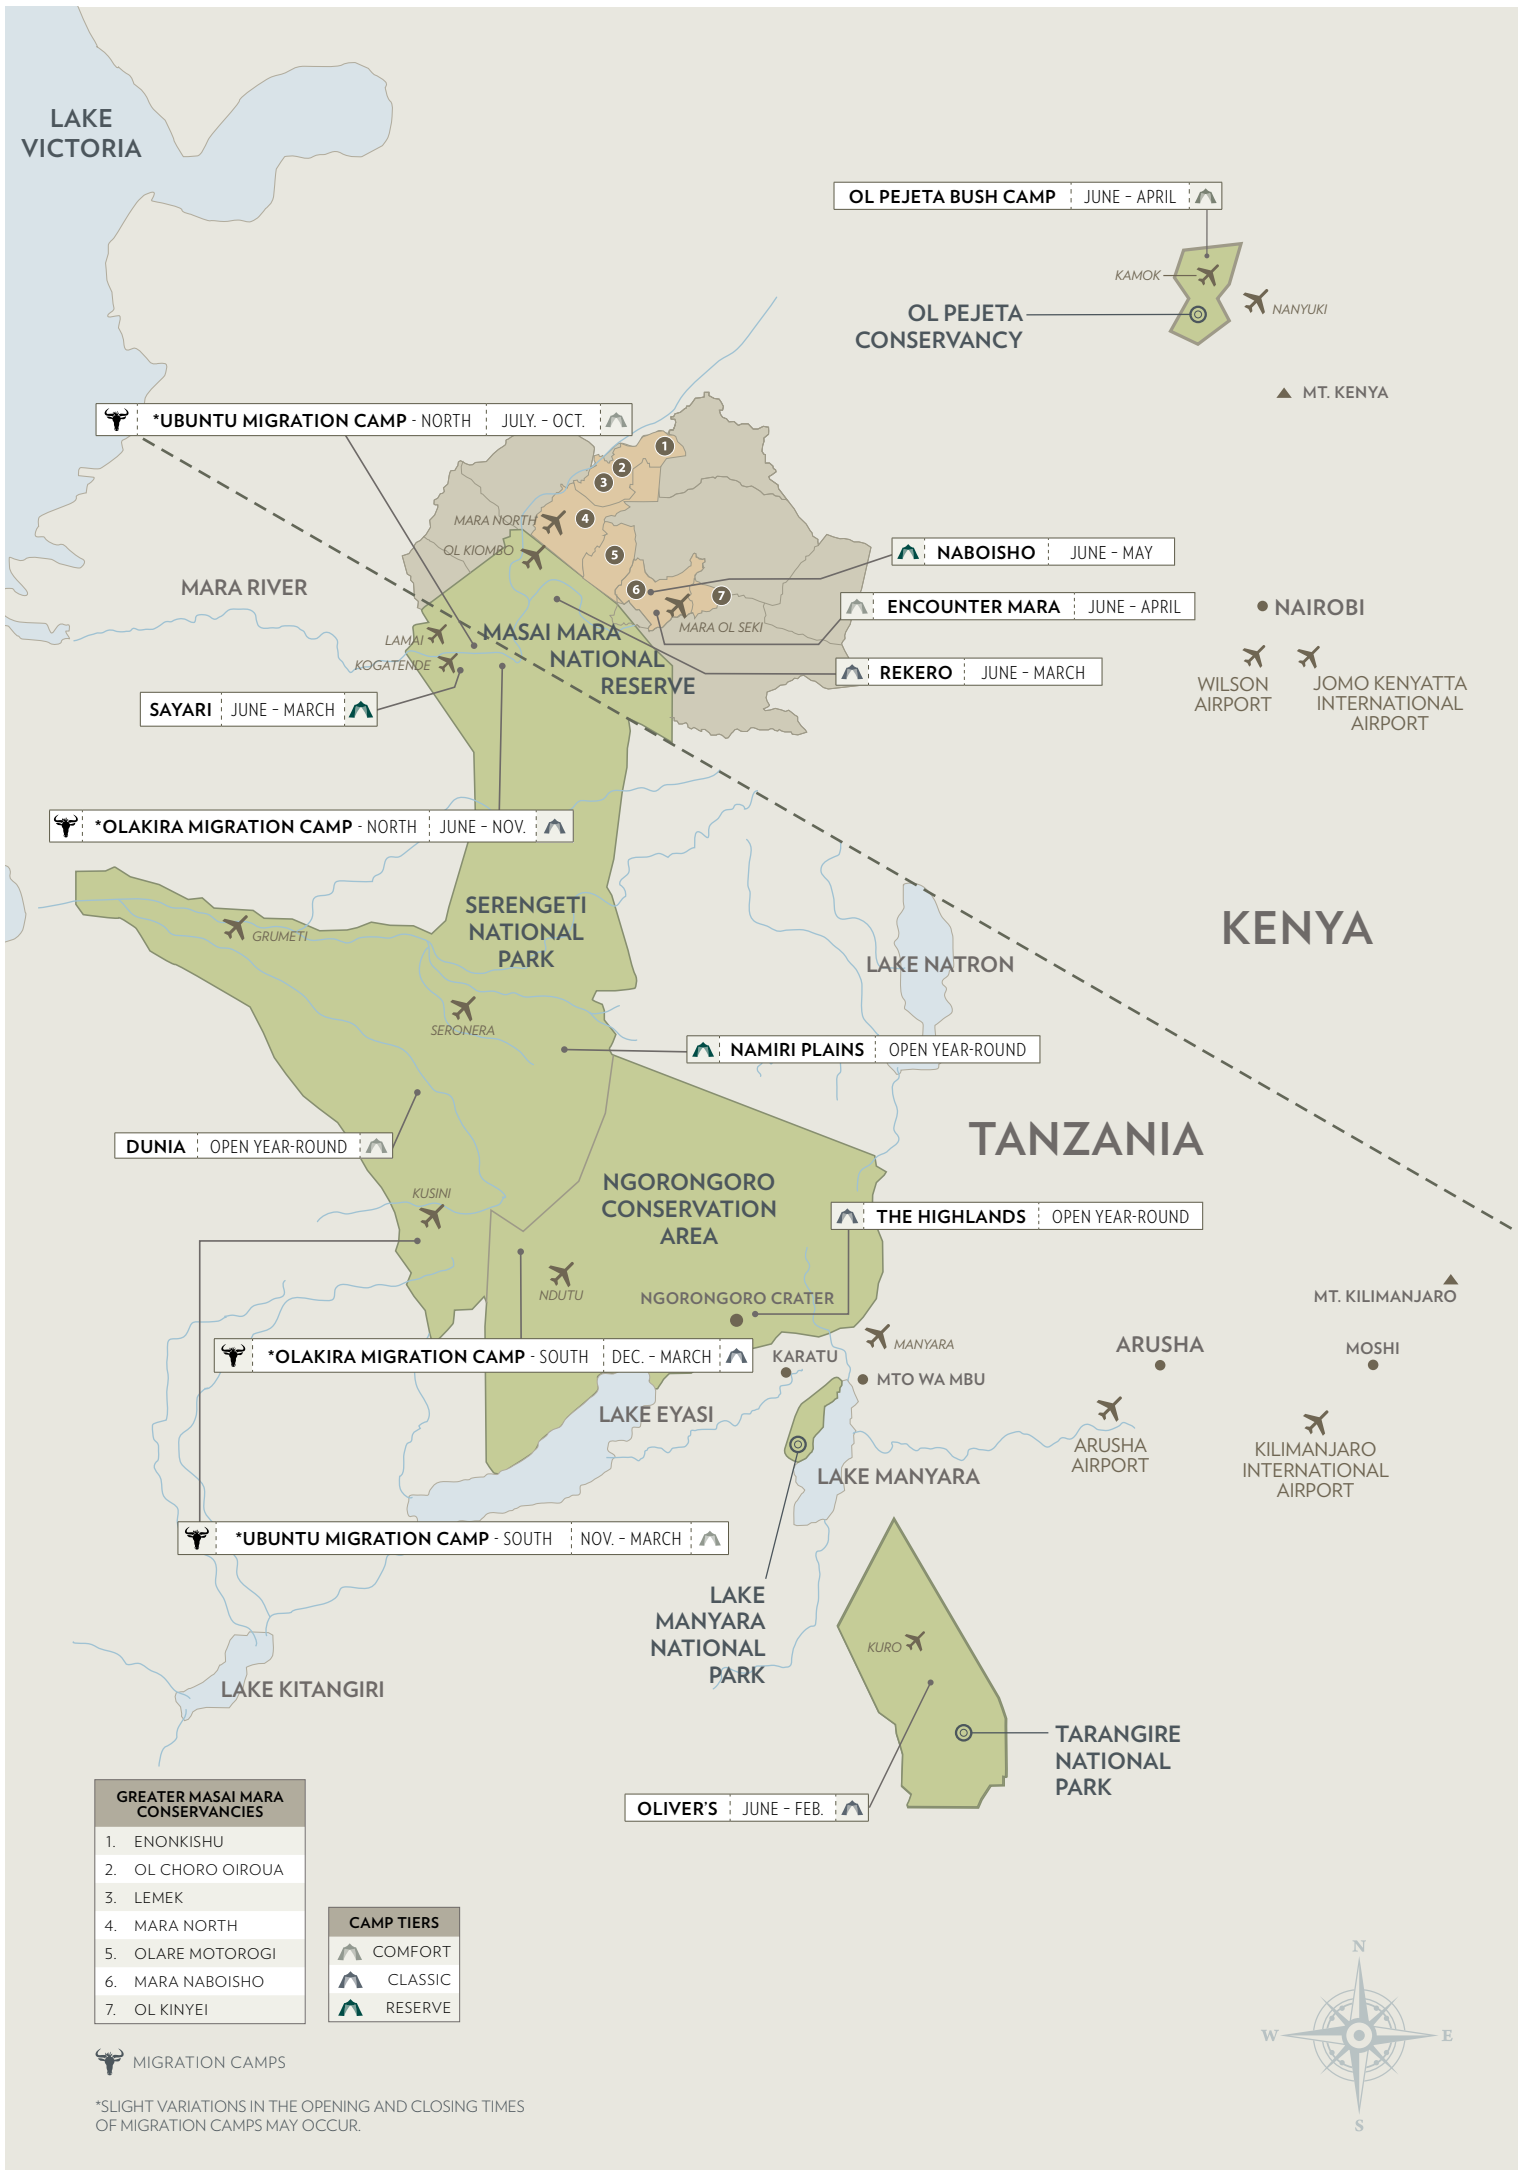 LAKE
VICTORIA
OL PEJETA BUSH CAMP JUNE – APRIL
KAMOK
NANYUKI
OL PEJETA
CONSERVANCY
MT. KENYA
*UBUNTU MIGRATION CAMP - NORTH JULY. – OCT.
1
2
3
4
5
6
7
MARA NORTH
OL KIOMBO
NABOISHO JUNE – MAY
MARA RIVER
ENCOUNTER MARA JUNE – APRIL
NAIROBI
MARA OL SEKI
LAMAI
KOGATENDE
MASAI MARA
NATIONAL
RESERVE
REKERO JUNE – MARCH
WILSON
AIRPORT
JOMO KENYATTA
INTERNATIONAL
AIRPORT
SAYARI JUNE – MARCH
*OLAKIRA MIGRATION CAMP - NORTH JUNE – NOV.
SERENGETI
NATIONAL
PARK
GRUMETI
KENYA
LAKE NATRON
SERONERA
NAMIRI PLAINS OPEN YEAR-ROUND
TANZANIA
DUNIA OPEN YEAR-ROUND
KUSINI
NGORONGORO
CONSERVATION
AREA
THE HIGHLANDS OPEN YEAR-ROUND
NDUTU
NGORONGORO CRATER
MT. KILIMANJARO
MANYARA
ARUSHA
MOSHI
*OLAKIRA MIGRATION CAMP - SOUTH DEC. – MARCH
KARATU
MTO WA MBU
LAKE EYASI
ARUSHA
AIRPORT
KILIMANJARO
INTERNATIONAL
AIRPORT
LAKE MANYARA
*UBUNTU MIGRATION CAMP - SOUTH NOV. – MARCH
LAKE
MANYARA
NATIONAL
PARK
KURO
LAKE KITANGIRI
TARANGIRE
NATIONAL
PARK
OLIVER'S JUNE – FEB.
GREATER MASAI MARA
CONSERVANCIES
1. ENONKISHU
2. OL CHORO OIROUA
3. LEMEK
4. MARA NORTH
5. OLARE MOTOROGI
6. MARA NABOISHO
7. OL KINYEI
CAMP TIERS
COMFORT
CLASSIC
RESERVE
MIGRATION CAMPS
*SLIGHT VARIATIONS IN THE OPENING AND CLOSING TIMES
OF MIGRATION CAMPS MAY OCCUR.
N
W
E
S